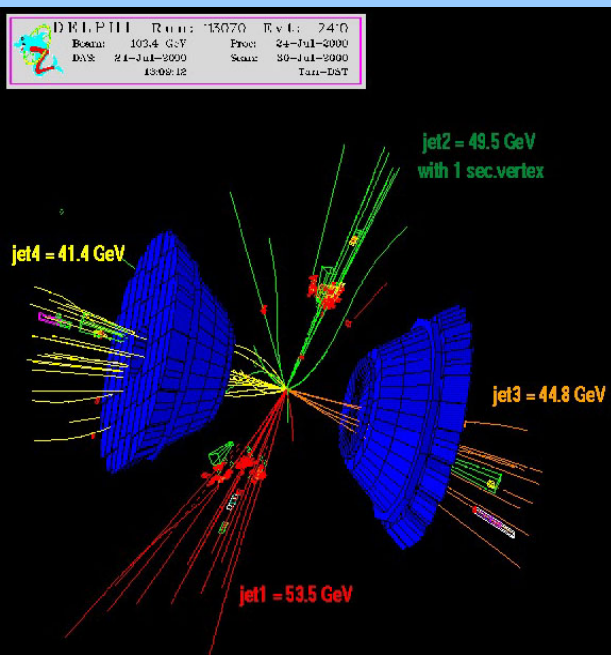 DELPHI Run: 113070 Evt: 2410
Beam: 103.4 GeV Proc: 24-Jul-2000
DAS: 21-Jul-2000 Scan: 30-Jul-2000
13:09:12 Tan-DST
jet2 = 49.5 GeV
with 1 sec.vertex
jet4 = 41.4 GeV
jet3 = 44.8 GeV
jet1 = 53.5 GeV